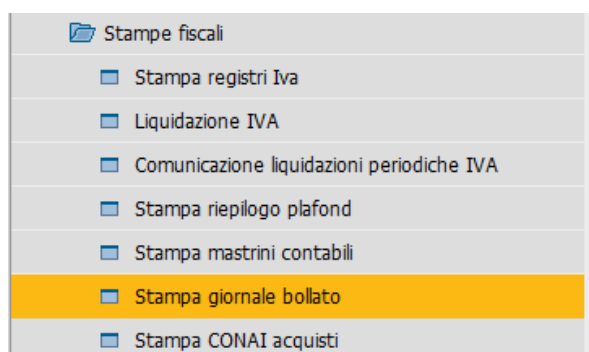 Stampe fiscali
Stampa registri Iva
Liquidazione IVA
Comunicazione liquidazioni periodiche IVA
Stampa riepilogo plafond
Stampa mastrini contabili
Stampa giornale bollato
Stampa CONAI acquisti